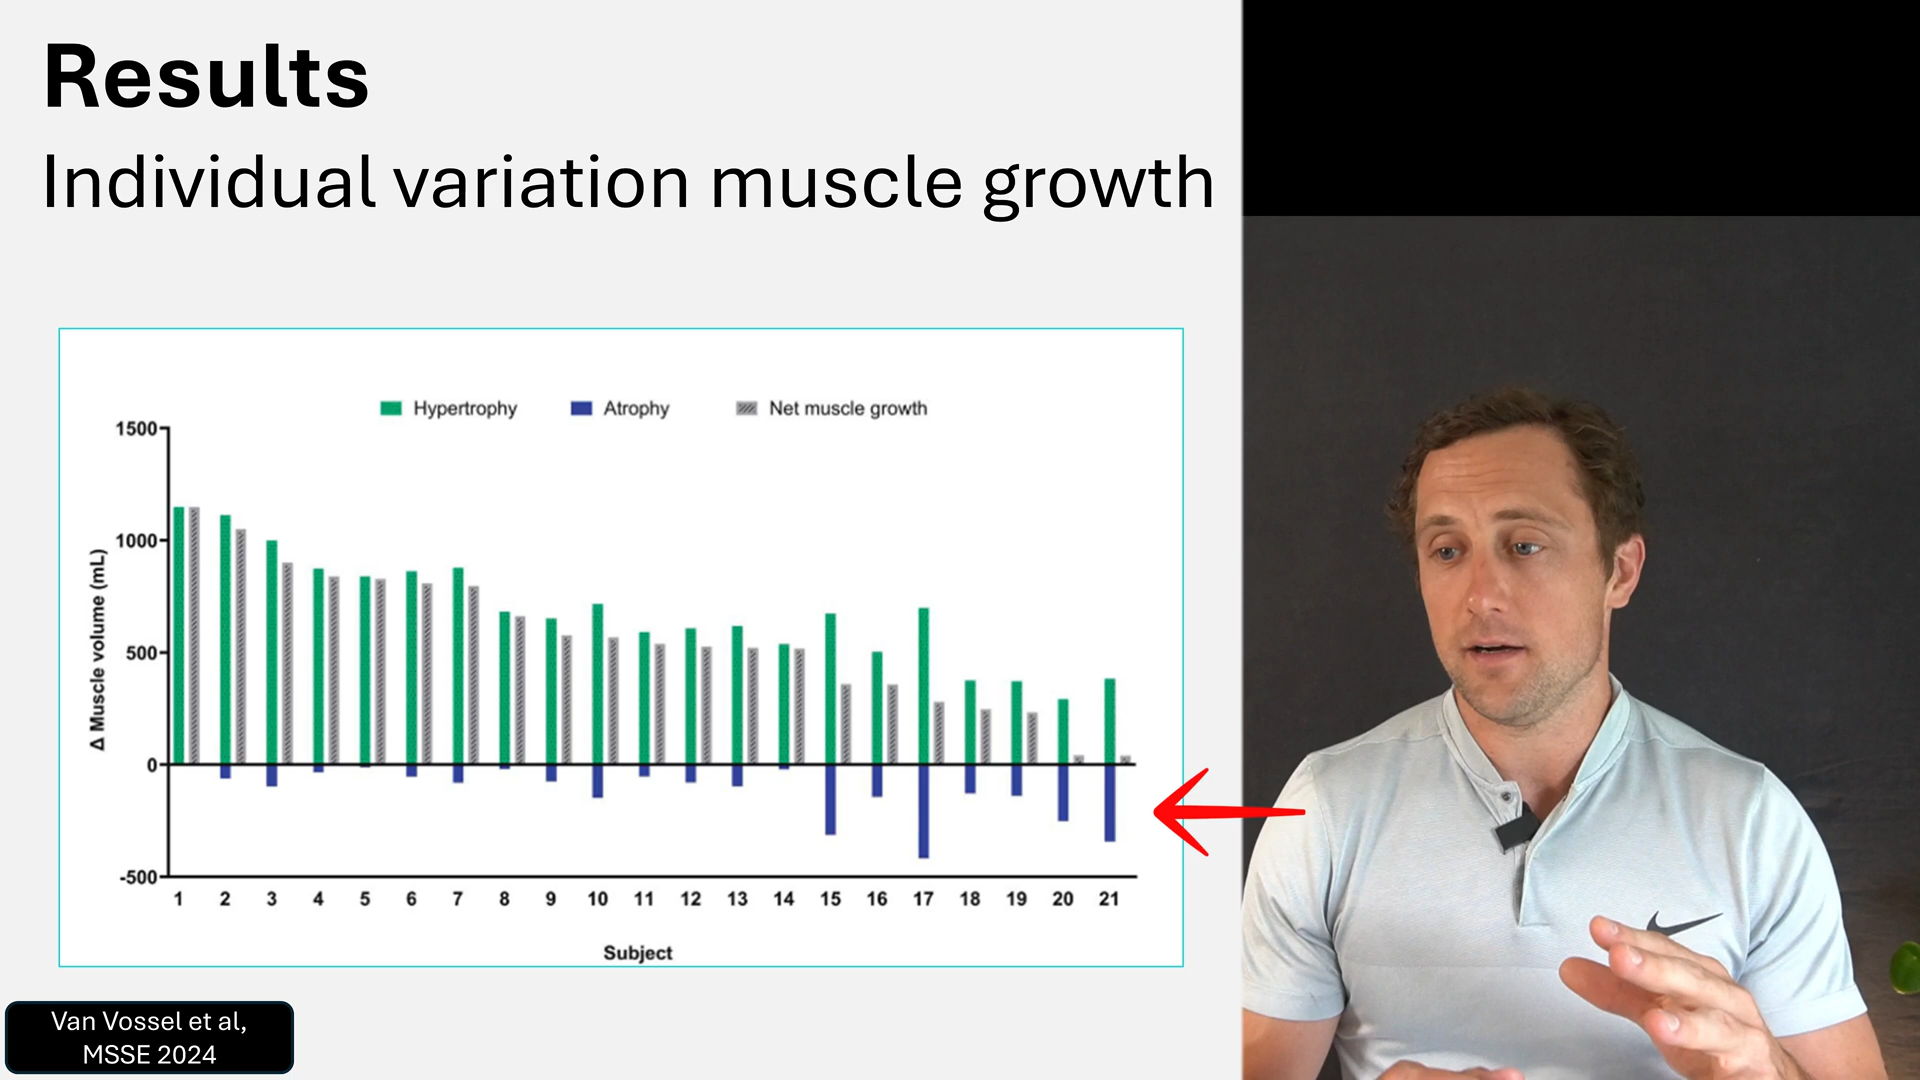 Results
Individual variation muscle growth
Hypertrophy Atrophy Net muscle growth
Δ Muscle volume (mL)
1500
1000
500
0
-500
1 2 3 4 5 6 7 8 9 10 11 12 13 14 15 16 17 18 19 20 21
Subject
Van Vossel et al,
MSSE 2024